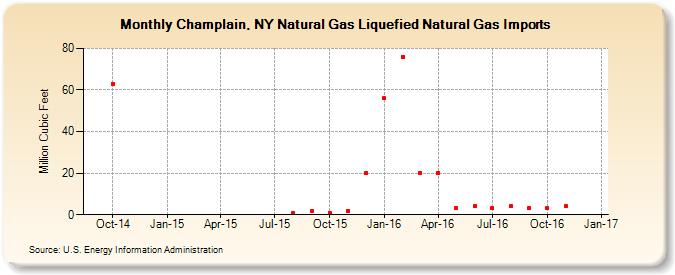 Monthly Champlain, NY Natural Gas Liquefied Natural Gas Imports
Million Cubic Feet
80
60
40
20
0
Oct-14 Jan-15 Apr-15 Jul-15 Oct-15 Jan-16 Apr-16 Jul-16 Oct-16 Jan-17
Source: U.S. Energy Information Administration